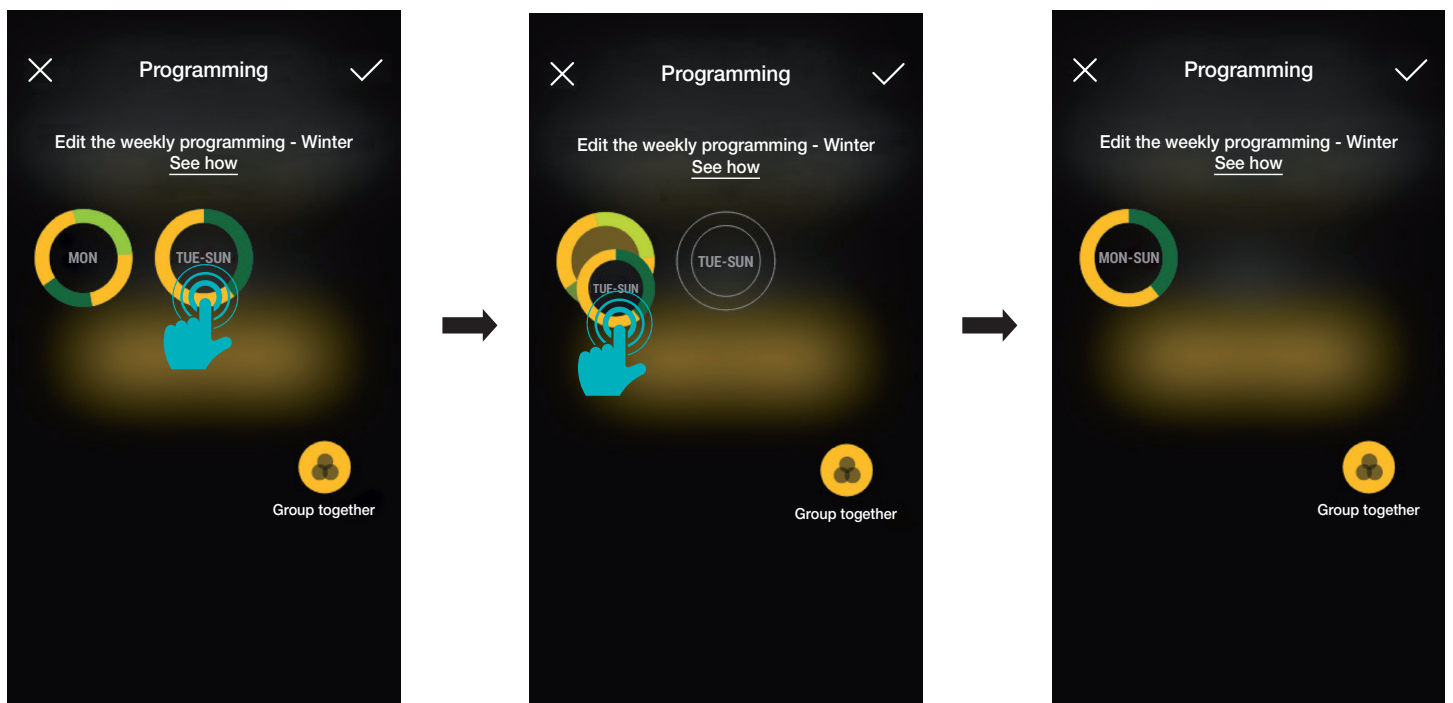 Programming
Edit the weekly programming - Winter
See how
MON
TUE-SUN
Group together
Programming
Edit the weekly programming - Winter
See how
TUE-SUN
TUE-SUN
Group together
Programming
Edit the weekly programming - Winter
See how
MON-SUN
Group together